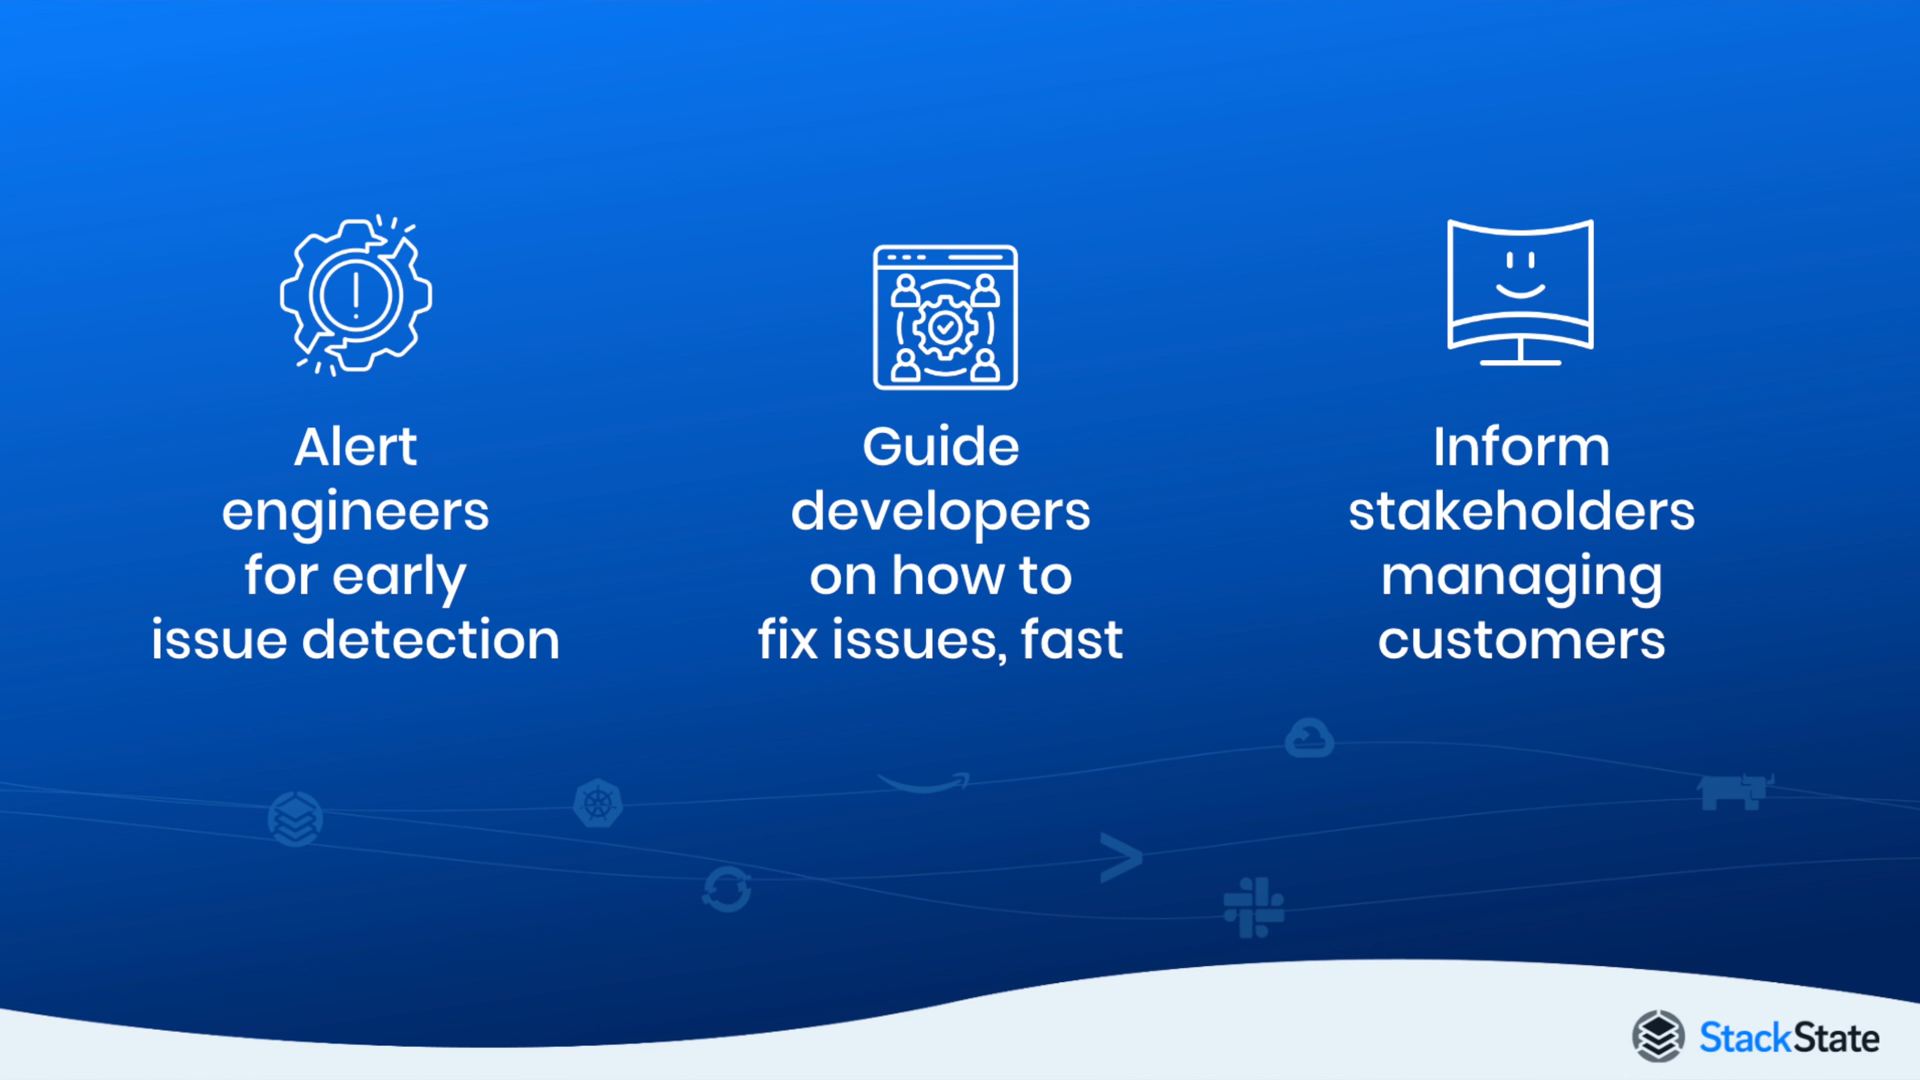 Alert
engineers
for early
issue detection
Guide
developers
on how to
fix issues, fast
Inform
stakeholders
managing
customers
StackState